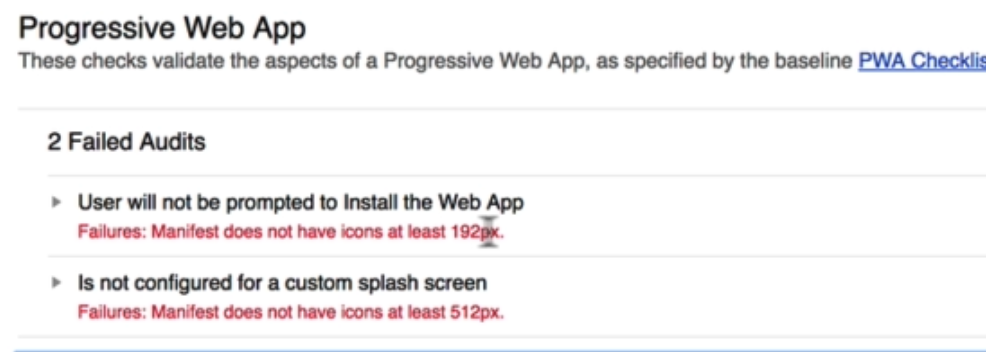 Progressive Web App
These checks validate the aspects of a Progressive Web App, as specified by the baseline PWA Checklis
2 Failed Audits
User will not be prompted to Install the Web App
Failures: Manifest does not have icons at least 192px.
Is not configured for a custom splash screen
Failures: Manifest does not have icons at least 512px.